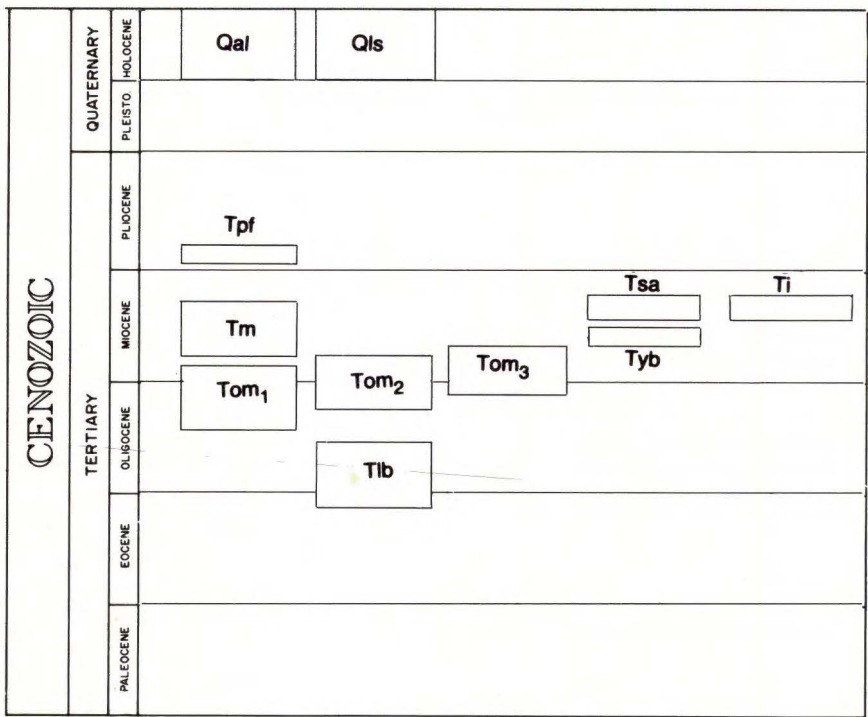 CENOZOIC
QUATERNARY
TERTIARY
HOLOCENE
PLEISTO.
PLIOCENE
MIOCENE
OLIGOCENE
EOCENE
PALEOCENE
Qal
Qls
Tpf
Tsa
Ti
Tm
Tyb
Tom1
Tom2
Tom3
Tlb